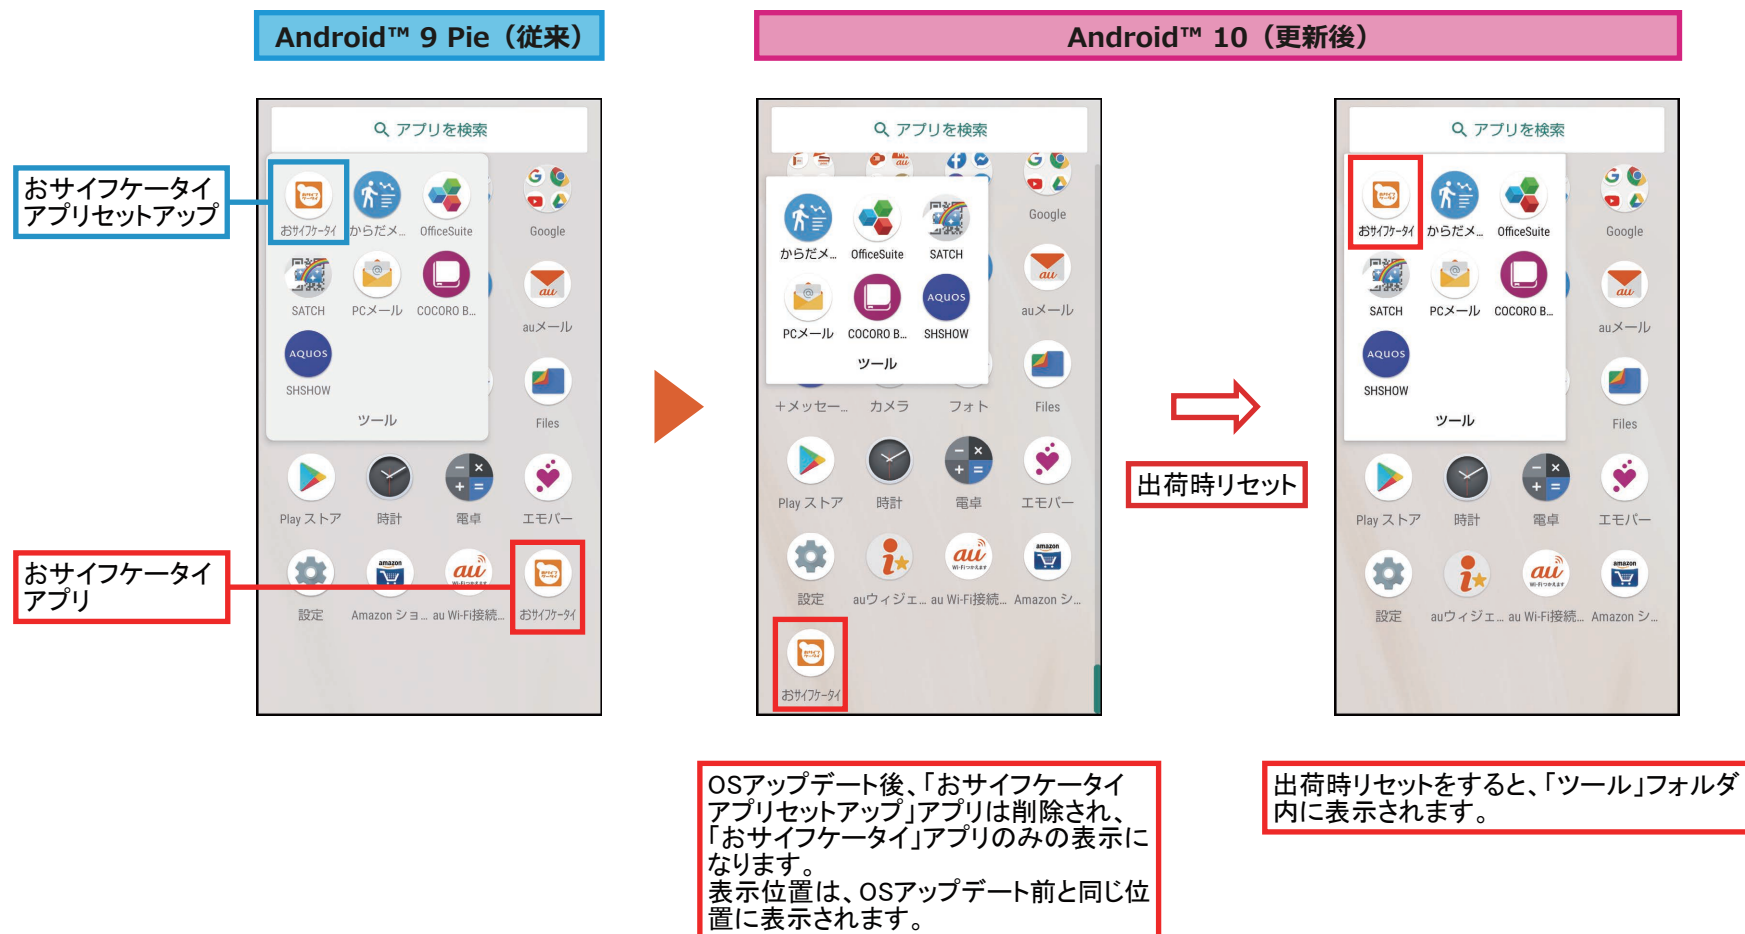 Android™ 9 Pie（従来）
Android™ 10（更新後）
おサイフケータイ
アプリセットアップ
おサイフケータイ
アプリ
アプリを検索
おサイフケータイ からだメ... OfficeSuite Google
SATCH PCメール COCORO B... auメール
SHSHOW Files
ツール
Play ストア 時計 電卓 エモパー
設定 Amazon ショ... au Wi-Fi接続... おサイフケータイ
アプリを検索
Google
からだメ... OfficeSuite SATCH
auメール
PCメール COCORO B... SHSHOW
ツール
＋メッセー... カメラ フォト Files
Play ストア 時計 電卓 エモパー
設定 auウィジェ... au Wi-Fi接続... Amazon シ...
おサイフケータイ
出荷時リセット
アプリを検索
おサイフケータイ からだメ... OfficeSuite Google
SATCH PCメール COCORO B... auメール
SHSHOW Files
ツール
Play ストア 時計 電卓 エモパー
設定 auウィジェ... au Wi-Fi接続... Amazon シ...
OSアップデート後、「おサイフケータイ
アプリセットアップ」アプリは削除され、
「おサイフケータイ」アプリのみの表示に
なります。
表示位置は、OSアップデート前と同じ位
置に表示されます。
出荷時リセットをすると、「ツール」フォルダ
内に表示されます。